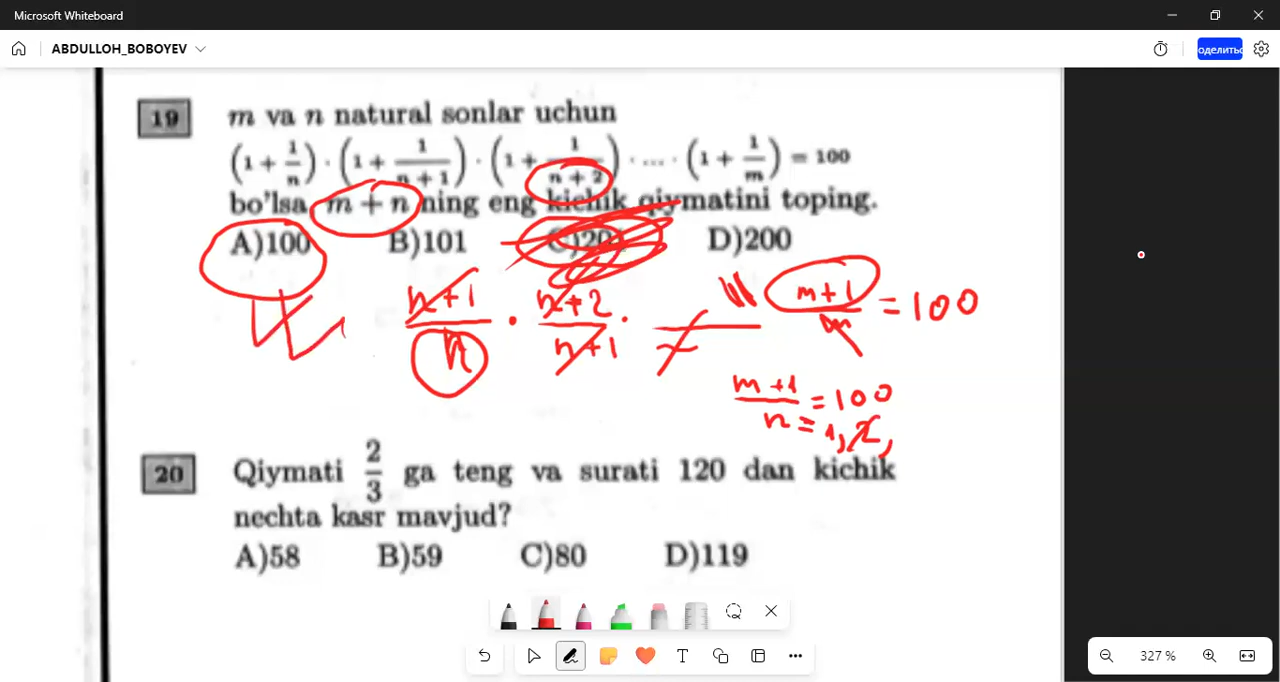 Microsoft Whiteboard
ABDULLOH_BOBOYEV
оделитьс
19 m va n natural sonlar uchun
(1 + 1/n) · (1 + 1/(n + 1)) · (1 + 1/(n + 2)) · ... · (1 + 1/m) = 100
bo'lsa m + n ning eng kichik qiymatini toping.
A)100 B)101 C)201 D)200
n+1/n · n+2/n+1 · m+1/m = 100
m+1/n = 100
n = 1, 2,
20 Qiymati 2/3 ga teng va surati 120 dan kichik
nechta kasr mavjud?
A)58 B)59 C)80 D)119
327 %